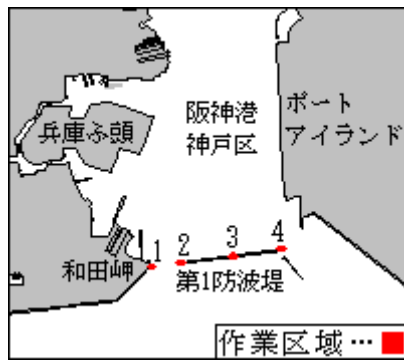 阪神港
神戸区
ポート
アイランド
兵庫ふ頭
和田岬
1
2
3
4
第1防波堤
作業区域…